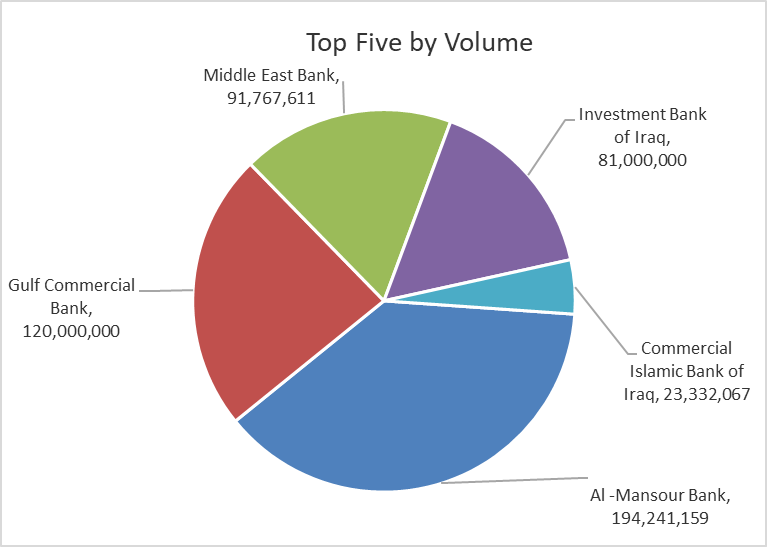 Top Five by Volume
Middle East Bank,
91,767,611
Investment Bank
of Iraq,
81,000,000
Gulf Commercial
Bank,
120,000,000
Commercial
Islamic Bank of
Iraq, 23,332,067
Al -Mansour Bank,
194,241,159